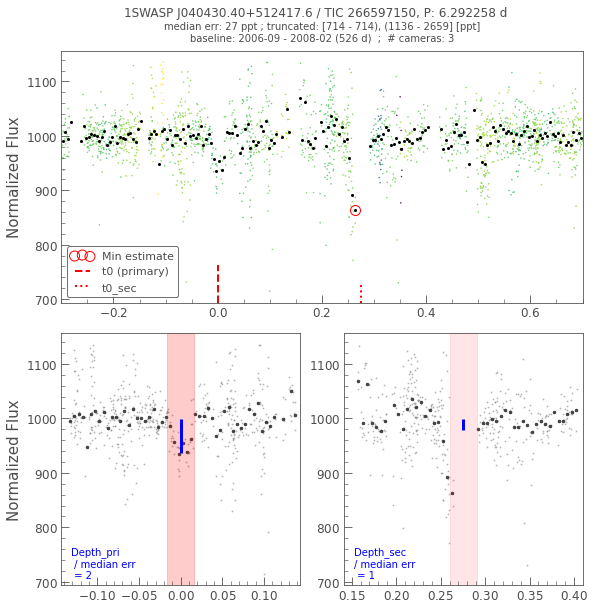 1SWASP J040430.40+512417.6 / TIC 266597150, P: 6.292258 d
median err: 27 ppt ; truncated: [714 - 714), (1136 - 2659] [ppt]
baseline: 2006-09 - 2008-02 (526 d)  ;  # cameras: 3
Normalized Flux
1100
1000
900
800
700
Min estimate
t0 (primary)
t0_sec
−0.2
0.0
0.2
0.4
0.6
Normalized Flux
1100
1000
900
800
700
Depth_pri
/ median err
= 2
−0.10
−0.05
0.00
0.05
0.10
1100
1000
900
800
700
Depth_sec
/ median err
= 1
0.15
0.20
0.25
0.30
0.35
0.40